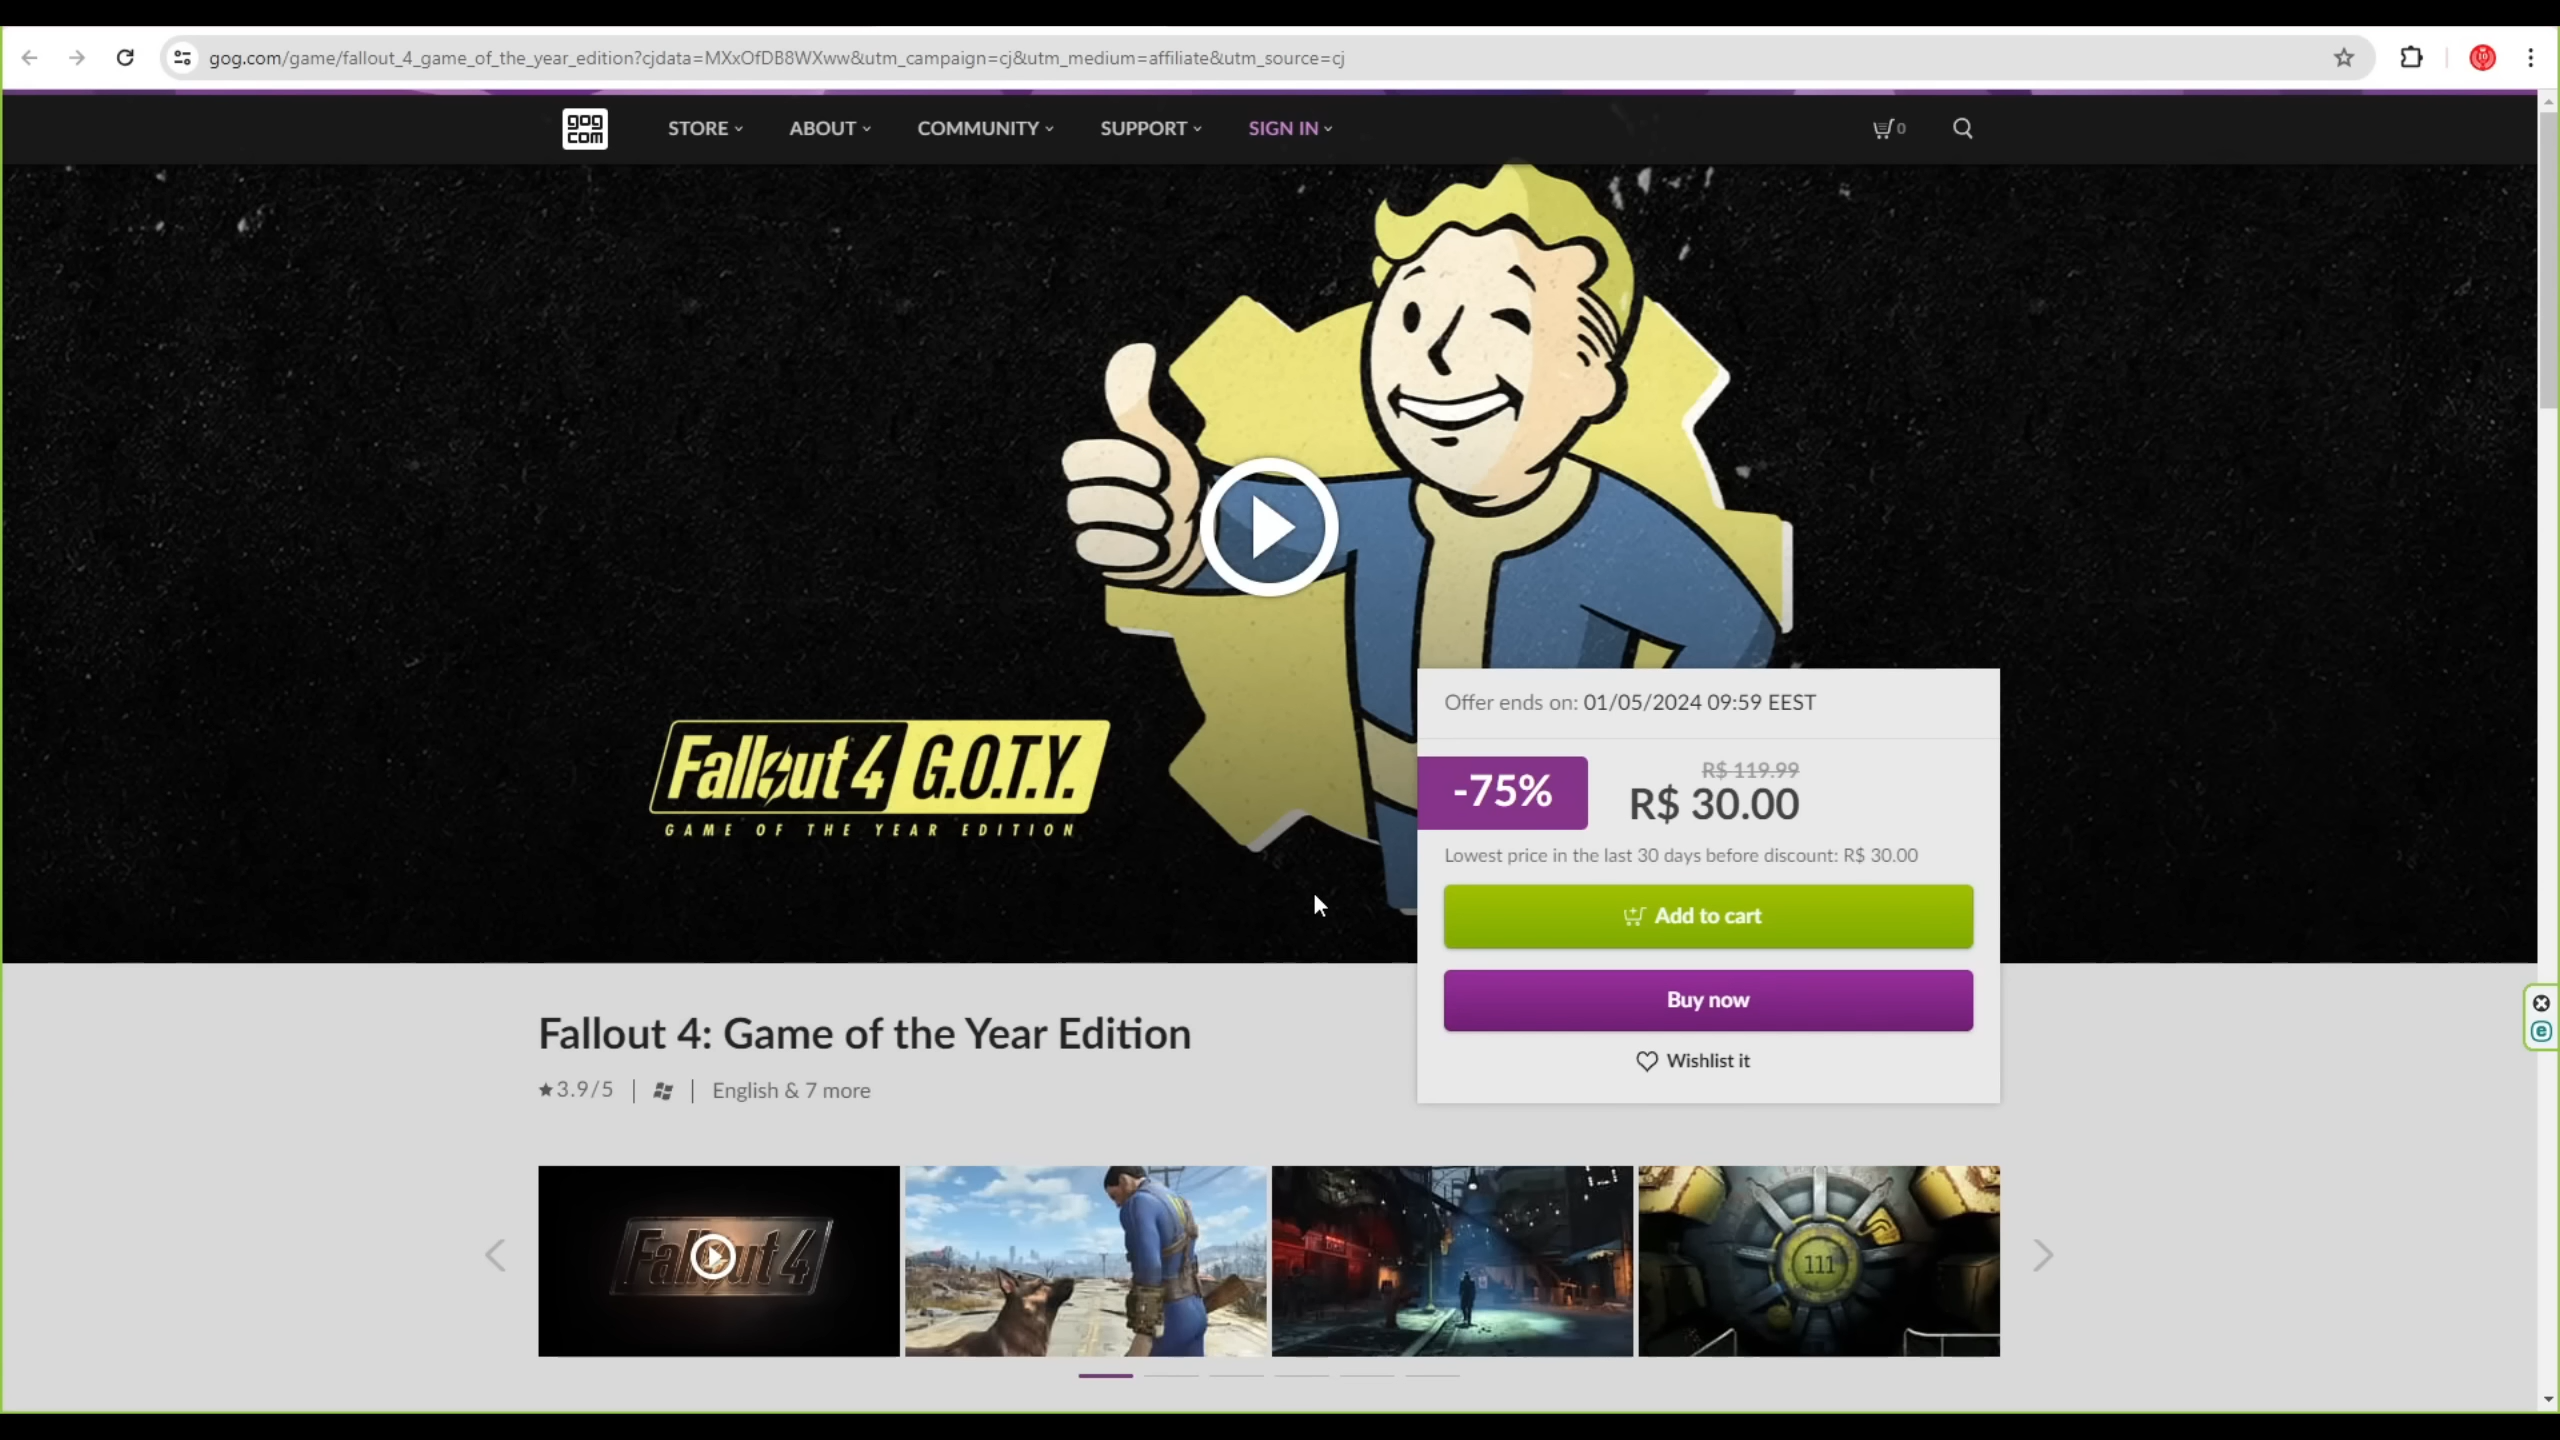 gog.com/game/fallout_4_game_of_the_year_edition?cjdata=MXxOfDB8WXww&utm_campaign=cj&utm_medium=affiliate&utm_source=cj
gog
com
STORE
ABOUT
COMMUNITY
SUPPORT
SIGN IN
0
Fallout 4 G.O.T.Y.
GAME OF THE YEAR EDITION
Offer ends on: 01/05/2024 09:59 EEST
-75%
R$ 119.99
R$ 30.00
Lowest price in the last 30 days before discount: R$ 30.00
Add to cart
Buy now
Wishlist it
Fallout 4: Game of the Year Edition
3.9/5
English & 7 more
Fallout 4
111